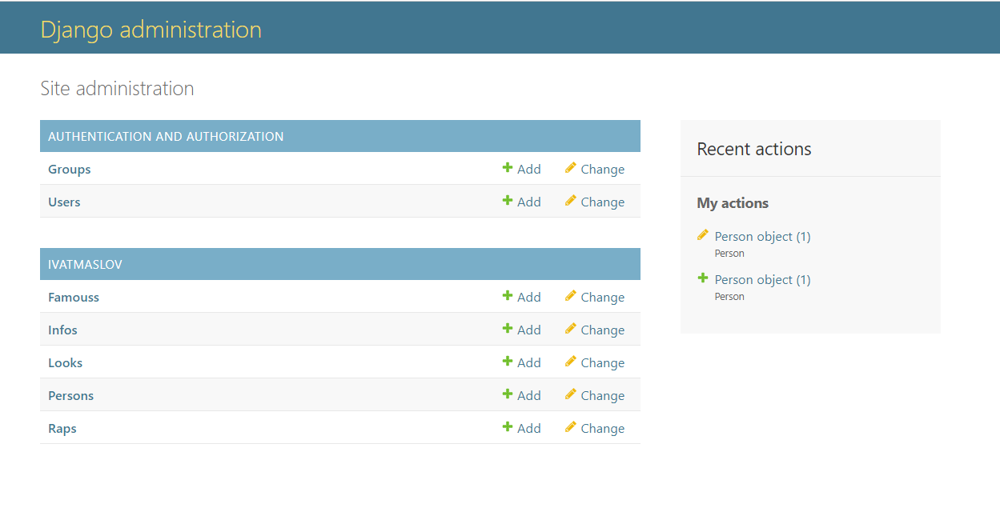 Django administration
Site administration
AUTHENTICATION AND AUTHORIZATION
Groups Add Change
Users Add Change
IVATMASLOV
Famouss Add Change
Infos Add Change
Looks Add Change
Persons Add Change
Raps Add Change
Recent actions
My actions
Person object (1)
Person
Person object (1)
Person